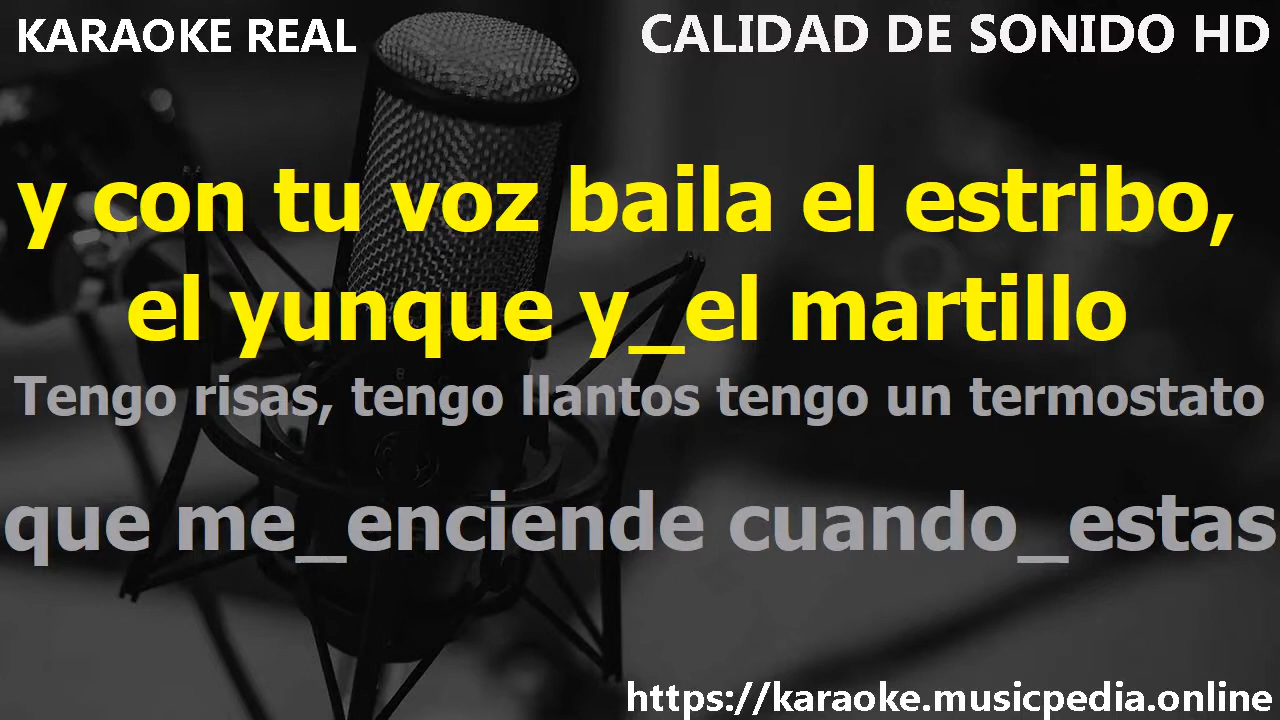 KARAOKE REAL
CALIDAD DE SONIDO HD
y con tu voz baila el estribo,
el yunque y_el martillo
Tengo risas, tengo llantos tengo un termostato
que me_enciende cuando_estas
https://karaoke.musicpedia.online